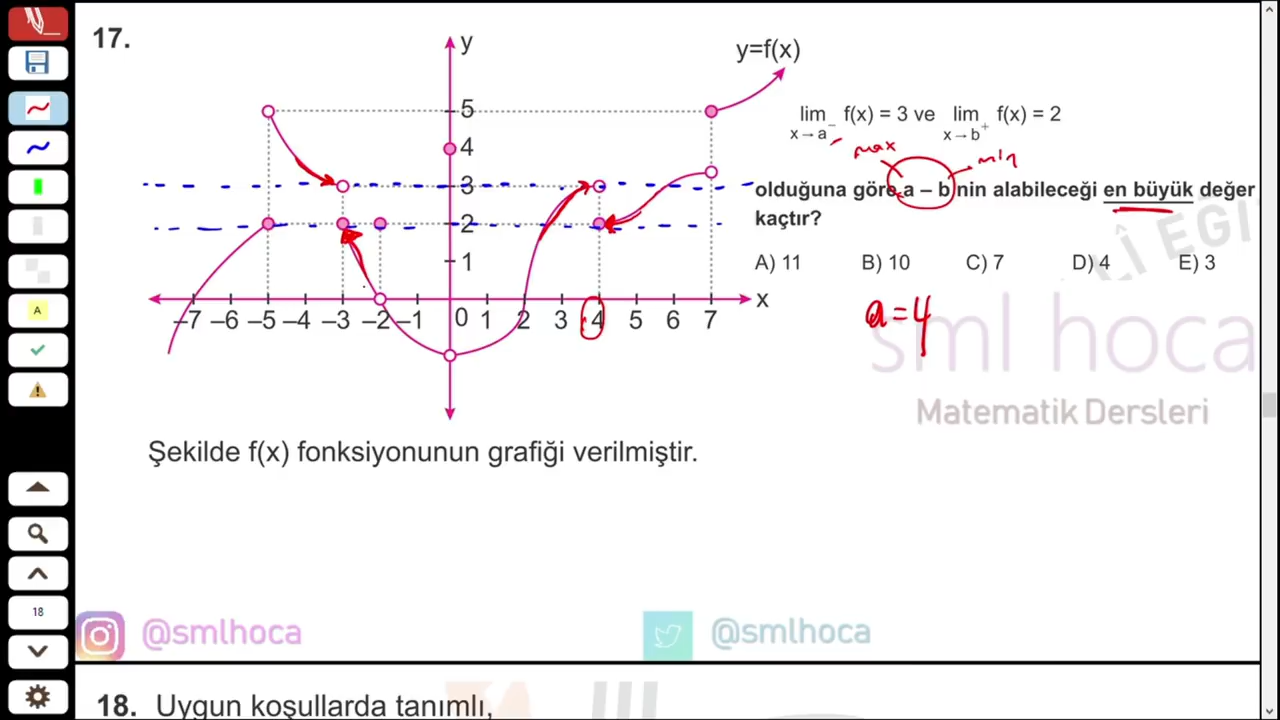 17.
y
y=f(x)
5
4
3
2
1
–7 –6 –5 –4 –3 –2 –1 0 1 2 3 4 5 6 7
x
lim f(x) = 3 ve lim f(x) = 2
x→a⁻ x→b⁺
max min
olduğuna göre a – b nin alabileceği en büyük değer
kaçtır?
A) 11 B) 10 C) 7 D) 4 E) 3
a = 4
sml hoca
Matematik Dersleri
Şekilde f(x) fonksiyonunun grafiği verilmiştir.
A
18
@smlhoca @smlhoca
18. Uygun koşullarda tanımlı,